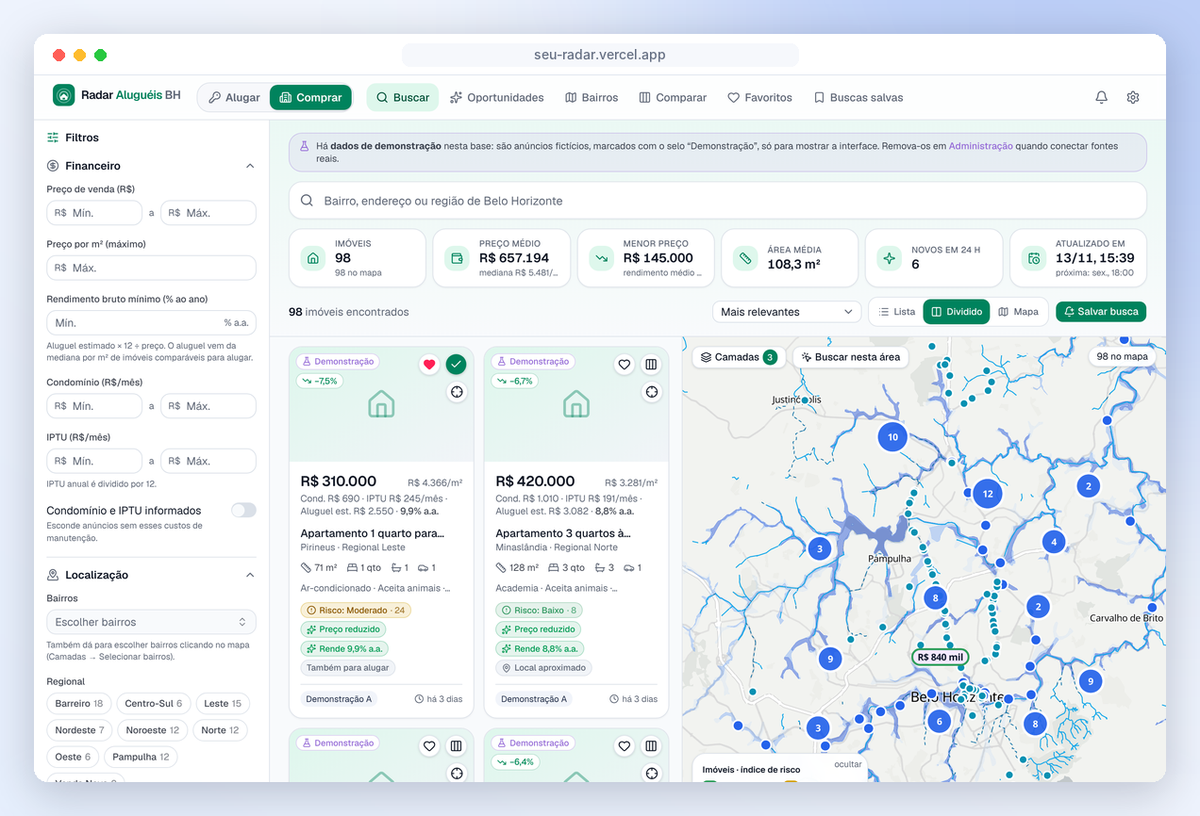 seu-radar.vercel.app
Radar Aluguéis BH
Alugar
Comprar
Buscar
Oportunidades
Bairros
Comparar
Favoritos
Buscas salvas
Filtros
Financeiro
Preço de venda (R$)
R$ Mín.
a
R$ Máx.
Preço por m² (máximo)
R$ Máx.
Rendimento bruto mínimo (% ao ano)
Mín.
% a.a.
Aluguel estimado × 12 ÷ preço. O aluguel vem da
mediana por m² de imóveis comparáveis para alugar.
Condomínio (R$/mês)
R$ Mín.
a
R$ Máx.
IPTU (R$/mês)
R$ Mín.
a
R$ Máx.
IPTU anual é dividido por 12.
Condomínio e IPTU informados
Esconde anúncios sem esses custos de
manutenção.
Localização
Bairros
Escolher bairros
Também dá para escolher bairros clicando no mapa
(Camadas → Selecionar bairros).
Regional
Barreiro 18
Centro-Sul 6
Leste 15
Nordeste 7
Noroeste 12
Norte 12
Oeste 6
Pampulha 12
Há dados de demonstração nesta base: são anúncios fictícios, marcados com o selo “Demonstração”, só para mostrar a interface. Remova-os em Administração quando conectar fontes
reais.
Bairro, endereço ou região de Belo Horizonte
IMÓVEIS
98
98 no mapa
PREÇO MÉDIO
R$ 657.194
mediana R$ 5.481/...
MENOR PREÇO
R$ 145.000
rendimento médio ...
ÁREA MÉDIA
108,3 m²
NOVOS EM 24 H
6
ATUALIZADO EM
13/11, 15:39
próxima: sex., 18:00
98 imóveis encontrados
Mais relevantes
Lista
Dividido
Mapa
Salvar busca
Demonstração
−7,5%
R$ 310.000
R$ 4.366/m²
Cond. R$ 690 · IPTU R$ 245/mês ·
Aluguel est. R$ 2.550 · 9,9% a.a.
Apartamento 1 quarto para...
Pirineus · Regional Leste
71 m²
1 qto
1
1
Ar-condicionado · Aceita animais ·...
Risco: Moderado · 24
Preço reduzido
Rende 9,9% a.a.
Também para alugar
Demonstração A
há 3 dias
Demonstração
−6,7%
R$ 420.000
R$ 3.281/m²
Cond. R$ 1.010 · IPTU R$ 191/mês ·
Aluguel est. R$ 3.082 · 8,8% a.a.
Apartamento 3 quartos à...
Minaslândia · Regional Norte
128 m²
3 qto
3
1
Academia · Aceita animais ·...
Risco: Baixo · 8
Preço reduzido
Rende 8,8% a.a.
Local aproximado
Demonstração A
há 3 dias
Demonstração
Demonstração
−6,4%
Camadas 3
Buscar nesta área
98 no mapa
10
12
2
3
Pampulha
4
8
2
Carvalho de Brito
9
R$ 840 mil
9
6
3
8
Imóveis · índice de risco
ocultar